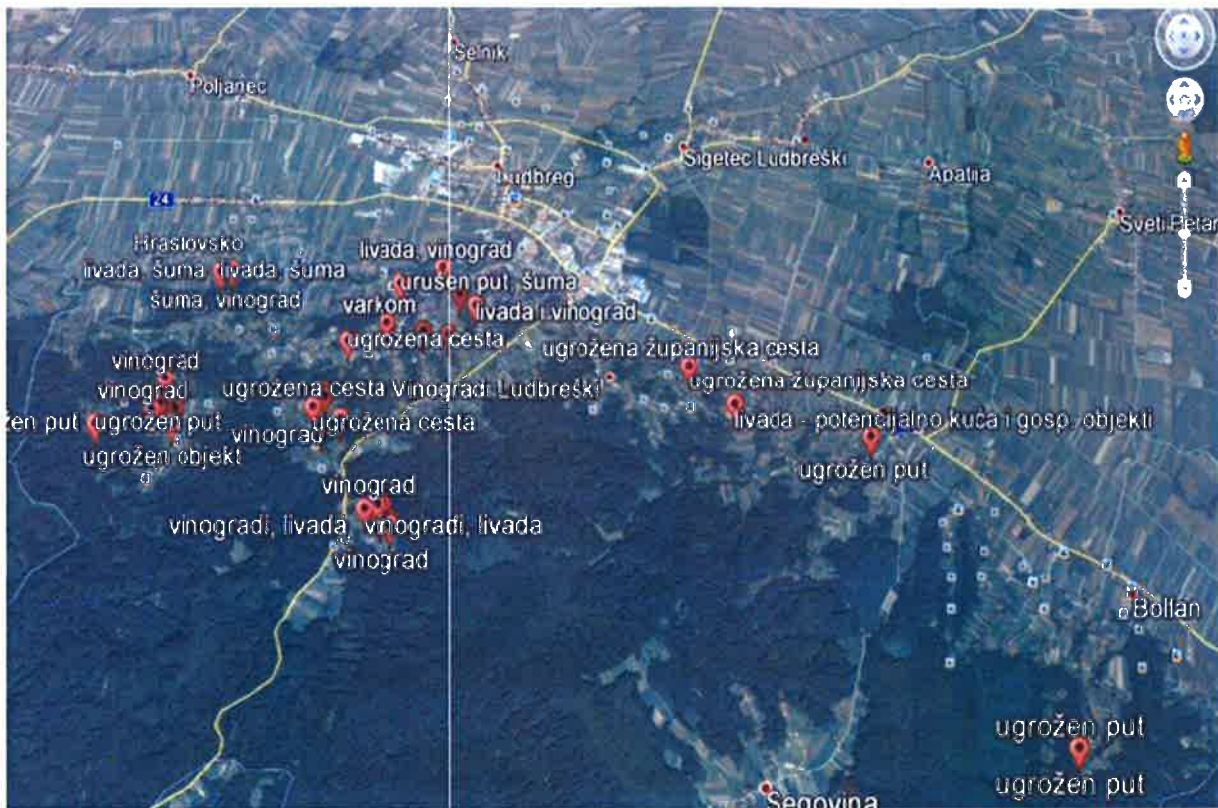 Selnik
Poljanec
Ludbreg
Sigetec Ludbreški
Apatija
Sveti Petar
24
Hrastovsko
livada, vinograd
livada, šuma livada, šuma
urušen put, šuma
šuma, vinograd
varkom
livada i vinograd
ugrožena cesta
ugrožena županijska cesta
vinograd
ugrožena cesta Vinogradi Ludbreški
ugrožena županijska cesta
vinograd
žen put ugrožen put
ugrožena cesta
livada - potencijalno kuća i gosp. objekti
vinograd
ugrožen objekt
ugrožen put
vinograd
vinogradi, livada, vinogradi, livada
vinograd
Bolfan
ugrožen put
ugrožen put
Segovina